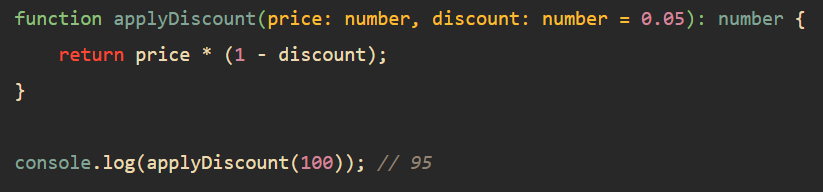 function applyDiscount(price: number, discount: number = 0.05): number {
    return price * (1 - discount);
}
console.log(applyDiscount(100)); // 95